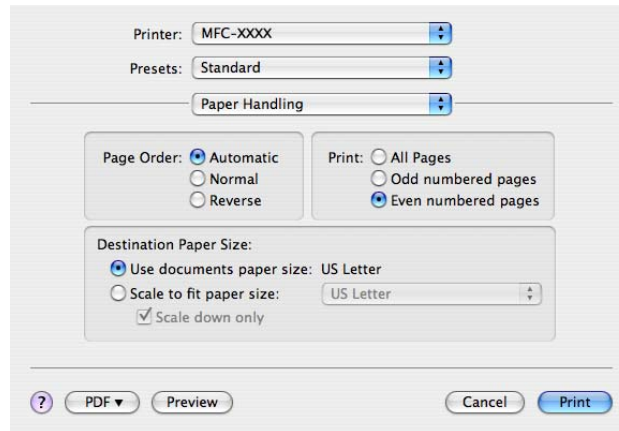 Printer: MFC-XXXX
Presets: Standard
Paper Handling
Page Order: Automatic
Normal
Reverse
Print: All Pages
Odd numbered pages
Even numbered pages
Destination Paper Size:
Use documents paper size: US Letter
Scale to fit paper size: US Letter
Scale down only
? PDF▼ Preview Cancel Print